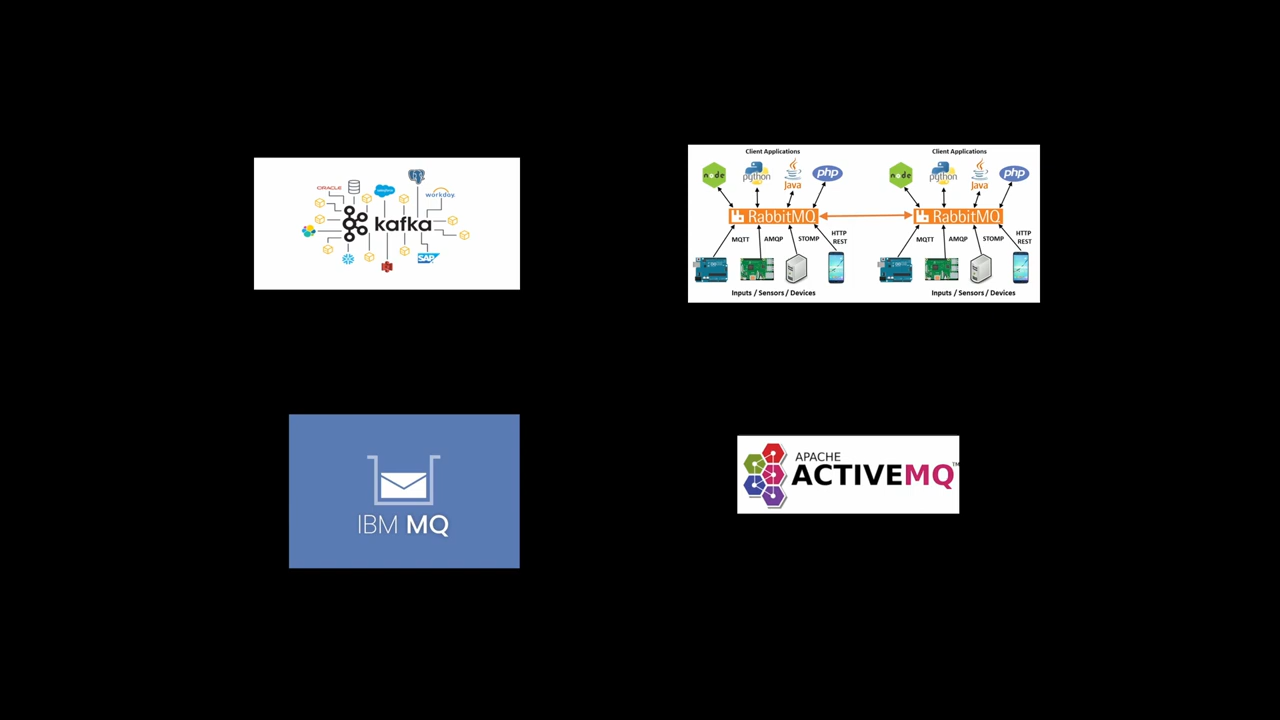 ORACLE
workday.
kafka
SAP
Client Applications
node
python
Java
php
RabbitMQ
MQTT
AMQP
STOMP
HTTP
REST
Inputs / Sensors / Devices
Client Applications
node
python
Java
php
RabbitMQ
MQTT
AMQP
STOMP
HTTP
REST
Inputs / Sensors / Devices
IBM MQ
APACHE
ACTIVEMQ™